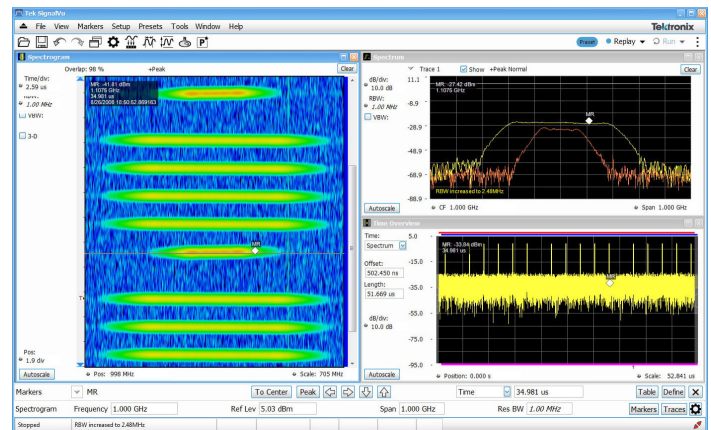 Tek SignalVu
File View Markers Setup Presets Tools Window Help
Tektronix
Preset Replay Run
Spectrogram
Overlap: 98 % +Peak Clear
Time/div:
2.59 us
RBW:
1.00 MHz
VBW:
3-D
MR: -41.81 dBm
1.1075 GHz
34.981 us
MR
Pos:
1.9 div
Autoscale
Pos: 998 MHz Scale: 705 MHz
Spectrum
Trace 1 Show +Peak Normal Clear
dB/div:
10.0 dB
RBW:
1.00 MHz
VBW:
11.1
-8.9
-28.9
-48.9
-68.9
-88.9
MR: -27.42 dBm
1.1075 GHz
MR
RBW increased to 2.48MHz
Autoscale
CF 1.000 GHz Span 1.000 GHz
Time Overview
Time:
Spectrum
Offset:
502.450 ns
Length:
51.669 us
dB/div:
10.0 dB
5.0
-15.0
-35.0
-55.0
-75.0
-95.0
MR: -33.84 dBm
34.981 us
MR
Autoscale
Position: 0.000 s Scale: 52.841 us
Markers MR To Center Peak Time 34.981 us Table Define
Spectrogram Frequency 1.000 GHz Ref Lev 5.03 dBm Span 1.000 GHz Res BW 1.00 MHz Markers Traces
Stopped RBW increased to 2.48MHz